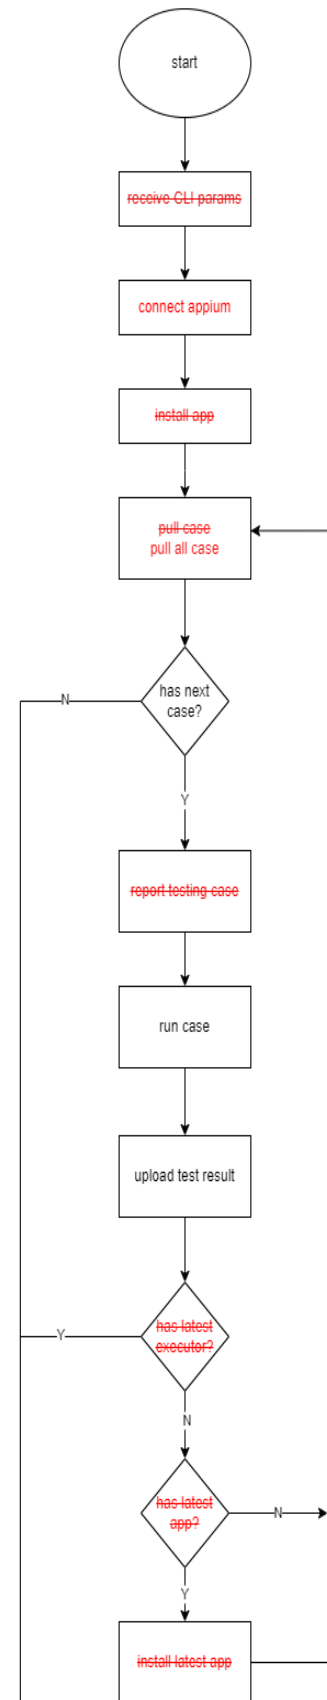 start
receive CLI params
connect appium
install app
pull case
pull all case
has next
case?
N
Y
report testing case
run case
upload test result
has latest
executor?
Y
N
has latest
app?
N
Y
install latest app